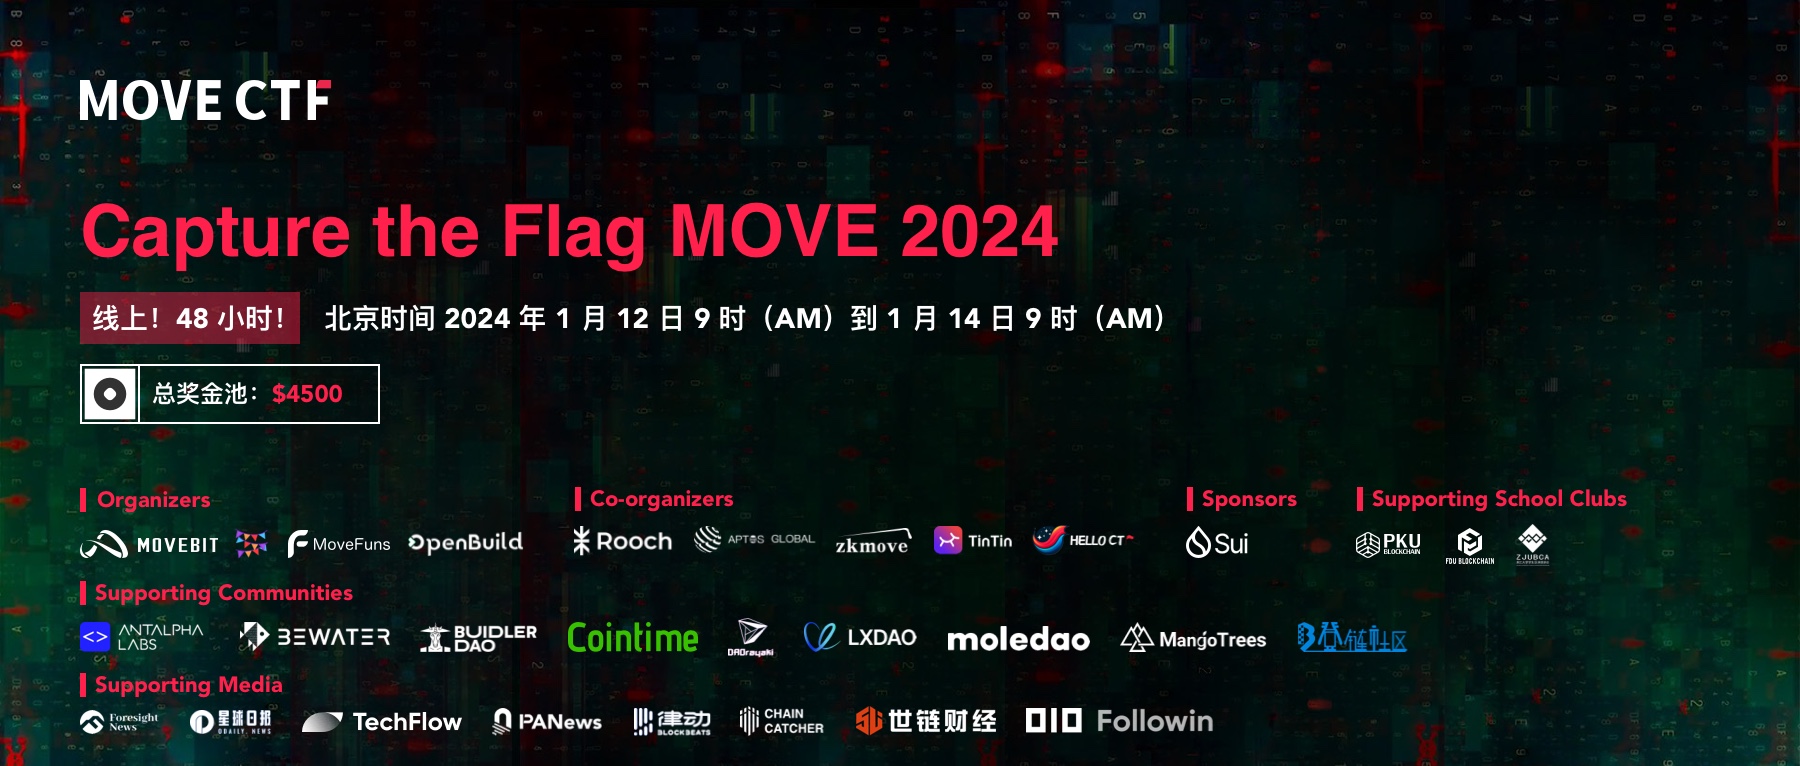 MOVE CTF
Capture the Flag MOVE 2024
线上！48 小时！ 北京时间 2024 年 1 月 12 日 9 时（AM）到 1 月 14 日 9 时（AM）
总奖金池：$4500
Organizers Co-organizers Sponsors Supporting School Clubs
MOVEBIT MoveFuns OpenBuild Rooch APTOS GLOBAL zkmove TinTin HELLO CT Sui PKU BLOCKCHAIN FDU BLOCKCHAIN ZJUBCA
Supporting Communities
<> ANTALPHA LABS BEWATER BUIDLER DAO Cointime DAOrayaki LXDAO moledao MangoTrees 登链社区
Supporting Media
Foresight News 星球日报 ODAILY NEWS TechFlow PANews 律动 BLOCKBEATS CHAIN CATCHER 世链财经 Followin